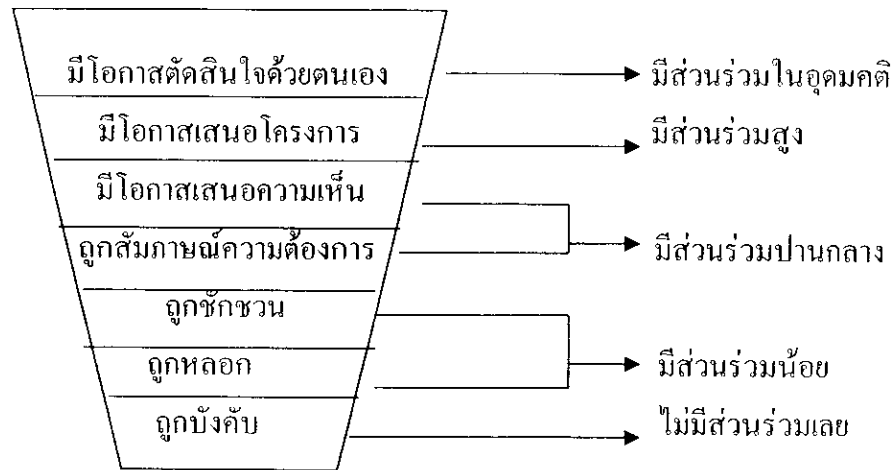 มีโอกาสตัดสินใจด้วยตนเอง
มีส่วนร่วมในอุดมคติ
มีโอกาสเสนอโครงการ
มีส่วนร่วมสูง
มีโอกาสเสนอความเห็น
ถูกสัมภาษณ์ความต้องการ
มีส่วนร่วมปานกลาง
ถูกชักชวน
ถูกหลอก
มีส่วนร่วมน้อย
ถูกบังคับ
ไม่มีส่วนร่วมเลย